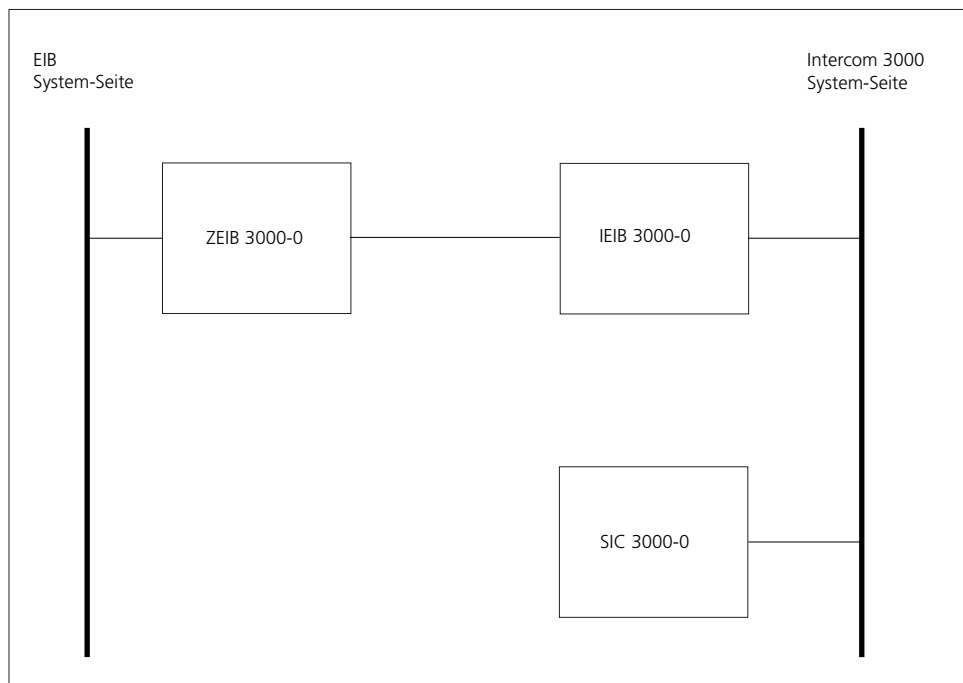 EIB
System-Seite
Intercom 3000
System-Seite
ZEIB 3000-0
IEIB 3000-0
SIC 3000-0